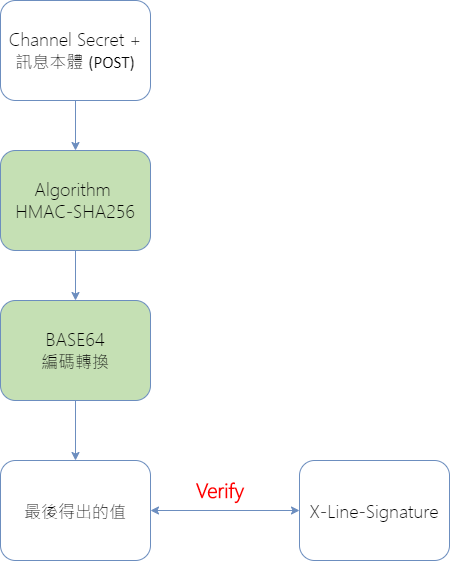 Channel Secret +
訊息本體 (POST)
Algorithm
HMAC-SHA256
BASE64
編碼轉換
最後得出的值
Verify
X-Line-Signature